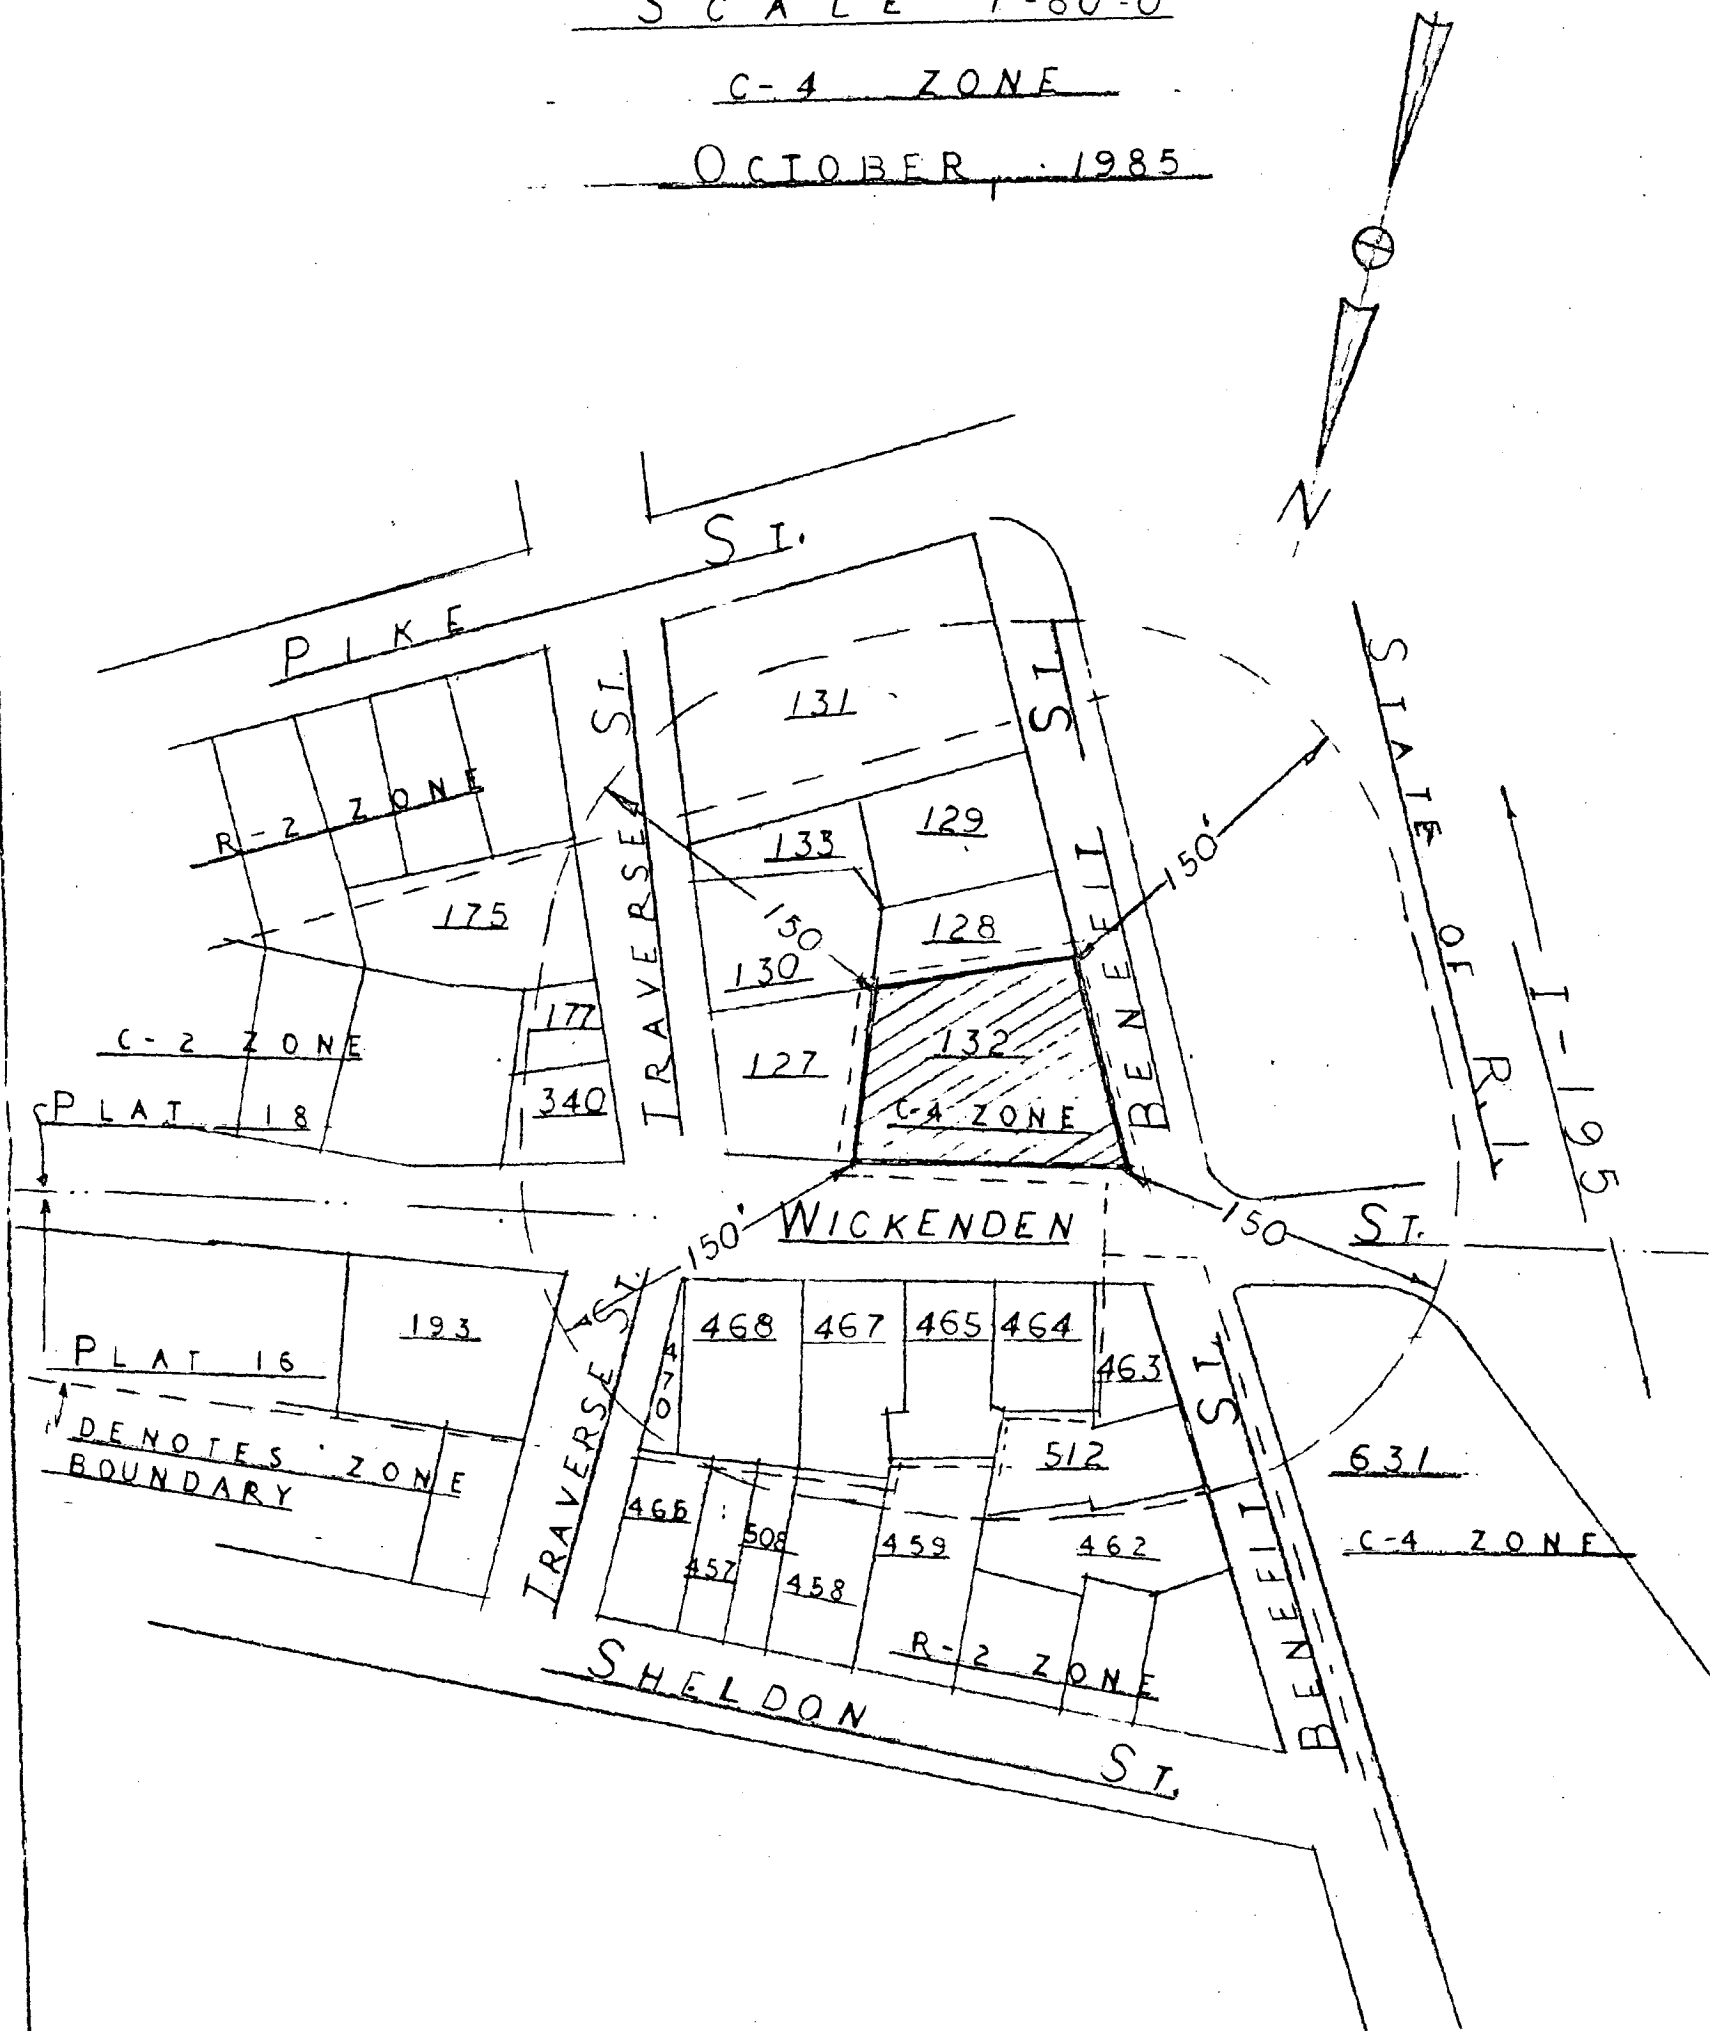 SCALE 1"-80'-0"
C-4 ZONE
OCTOBER, 1985
N
PIKE ST.
TRAVERSE ST.
BENEFIT ST.
STATE OF R.I.
I-195
R-2 ZONE
131
133
129
175
150
150'
128
130
177
132
127
340
C-2 ZONE
C-4 ZONE
PLAT 18
WICKENDEN ST.
150'
150
193
470
468
467
465
464
463
PLAT 16
DENOTES ZONE
BOUNDARY
TRAVERSE ST.
BENEFIT ST.
512
631
C-4 ZONE
466
457
508
458
459
462
R-2 ZONE
SHELDON ST.